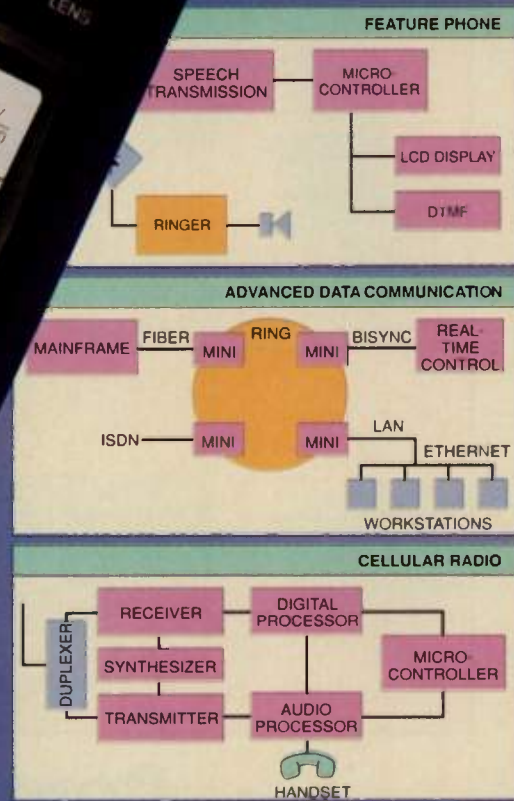 LENS
FEATURE PHONE
SPEECH
TRANSMISSION
MICRO-
CONTROLLER
LCD DISPLAY
DTMF
RINGER
ADVANCED DATA COMMUNICATION
MAINFRAME
FIBER
MINI
RING
MINI
BISYNC
REAL-
TIME
CONTROL
ISDN
MINI
MINI
LAN
ETHERNET
WORKSTATIONS
CELLULAR RADIO
DUPLEXER
RECEIVER
SYNTHESIZER
TRANSMITTER
DIGITAL
PROCESSOR
AUDIO
PROCESSOR
MICRO-
CONTROLLER
HANDSET